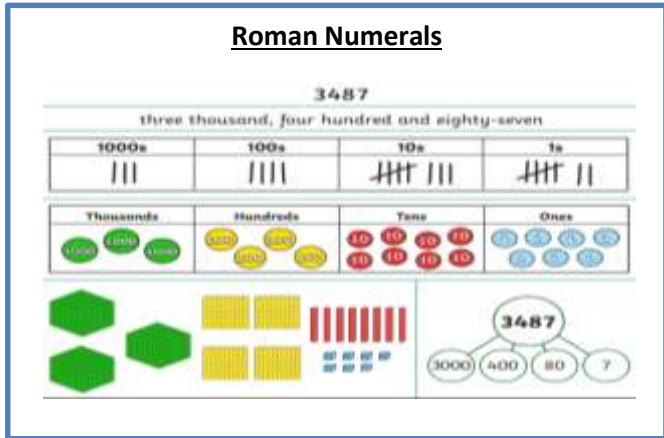 Roman Numerals
3487
three thousand, four hundred and eighty-seven
1000s 100s 10s 1s
Thousands Hundreds Tens Ones
1000 1000 1000
10 10 10 10
10 10 10 10
3487
3000 400 80 7